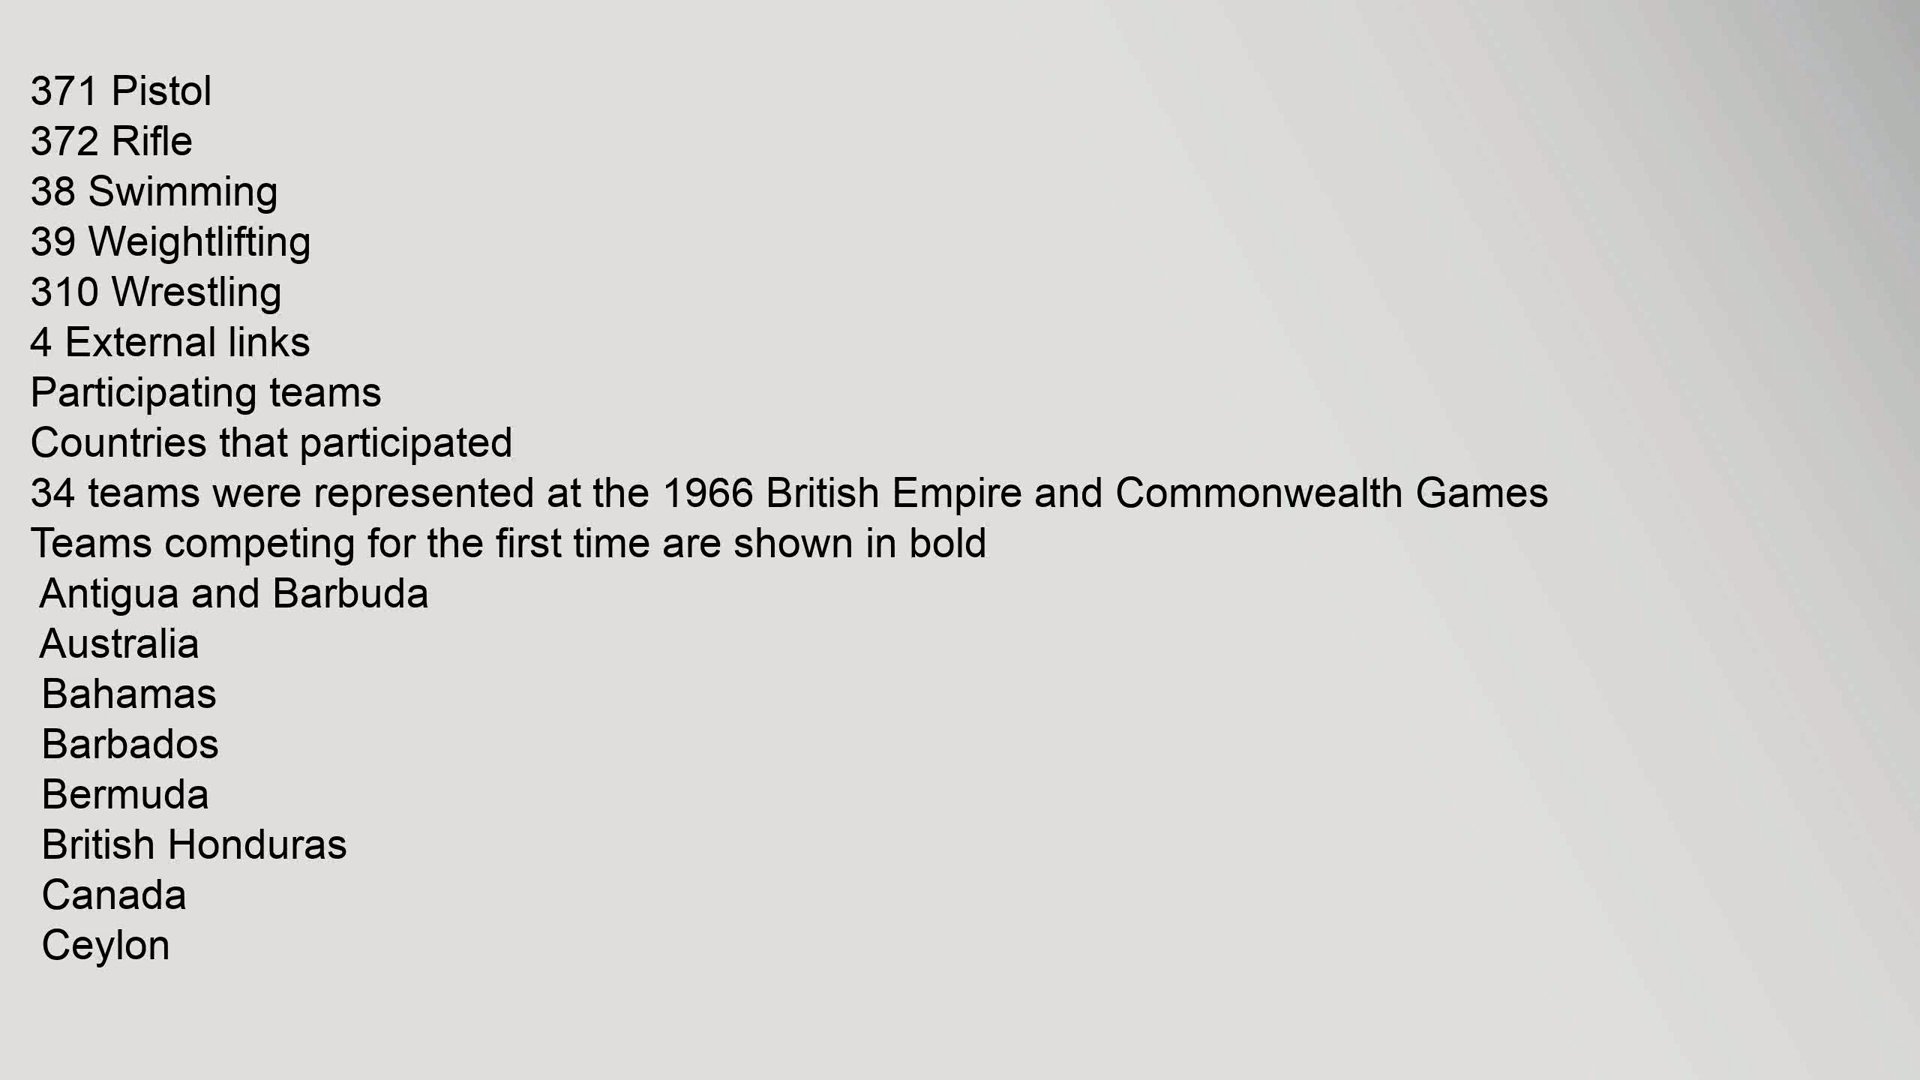 371 Pistol
372 Rifle
38 Swimming
39 Weightlifting
310 Wrestling
4 External links
Participating teams
Countries that participated
34 teams were represented at the 1966 British Empire and Commonwealth Games
Teams competing for the first time are shown in bold
Antigua and Barbuda
Australia
Bahamas
Barbados
Bermuda
British Honduras
Canada
Ceylon